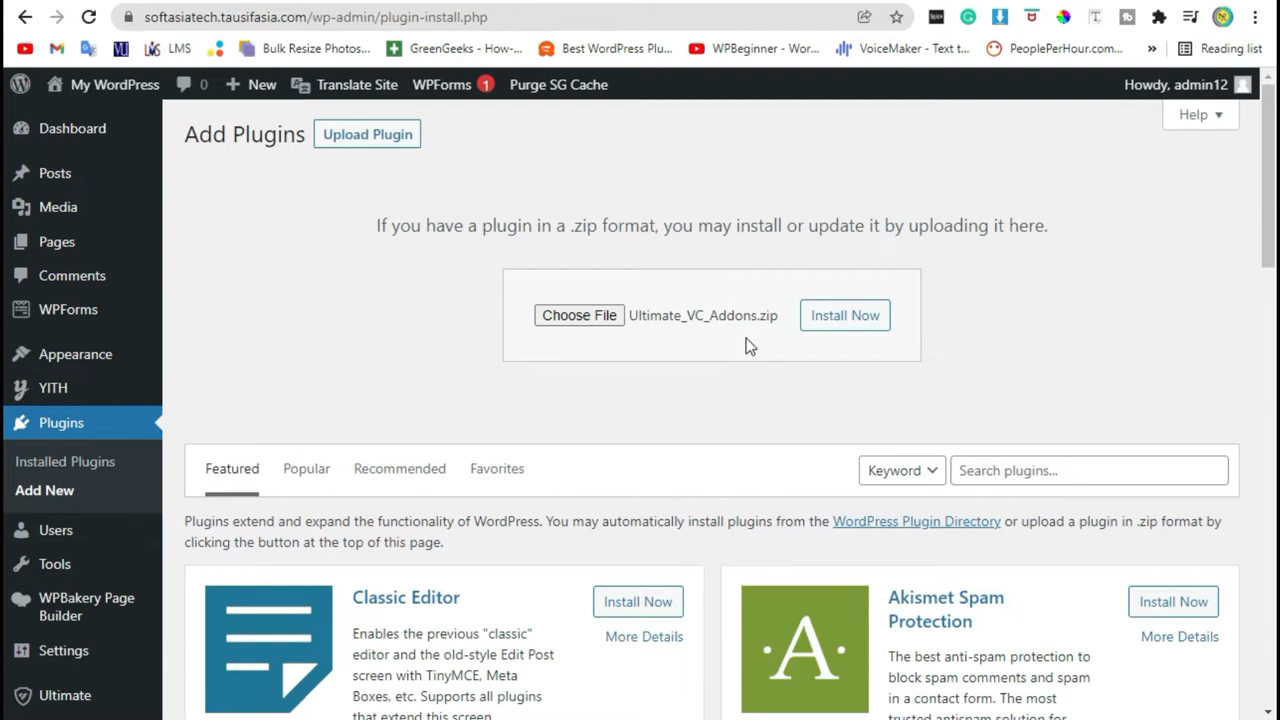 softasiatech.tausifasia.com/wp-admin/plugin-install.php
LMS
Bulk Resize Photos...
GreenGeeks - How-...
Best WordPress Plu...
WPBeginner - Wor...
VoiceMaker - Text t...
PeoplePerHour.com...
»
Reading list
My WordPress
0
New
Translate Site
WPForms 1
Purge SG Cache
Howdy, admin12
Dashboard
Posts
Media
Pages
Comments
WPForms
Appearance
YITH
Plugins
Installed Plugins
Add New
Users
Tools
WPBakery Page
Builder
Settings
Ultimate
Add Plugins
Upload Plugin
Help
If you have a plugin in a .zip format, you may install or update it by uploading it here.
Choose File Ultimate_VC_Addons.zip
Install Now
Featured
Popular
Recommended
Favorites
Keyword
Search plugins...
Plugins extend and expand the functionality of WordPress. You may automatically install plugins from the WordPress Plugin Directory or upload a plugin in .zip format by
clicking the button at the top of this page.
Classic Editor
Install Now
More Details
Enables the previous "classic"
editor and the old-style Edit Post
screen with TinyMCE, Meta
Boxes, etc. Supports all plugins
that extend this screen.
A
Akismet Spam
Protection
Install Now
More Details
The best anti-spam protection to
block spam comments and spam
in a contact form. The most
trusted antispam solution for